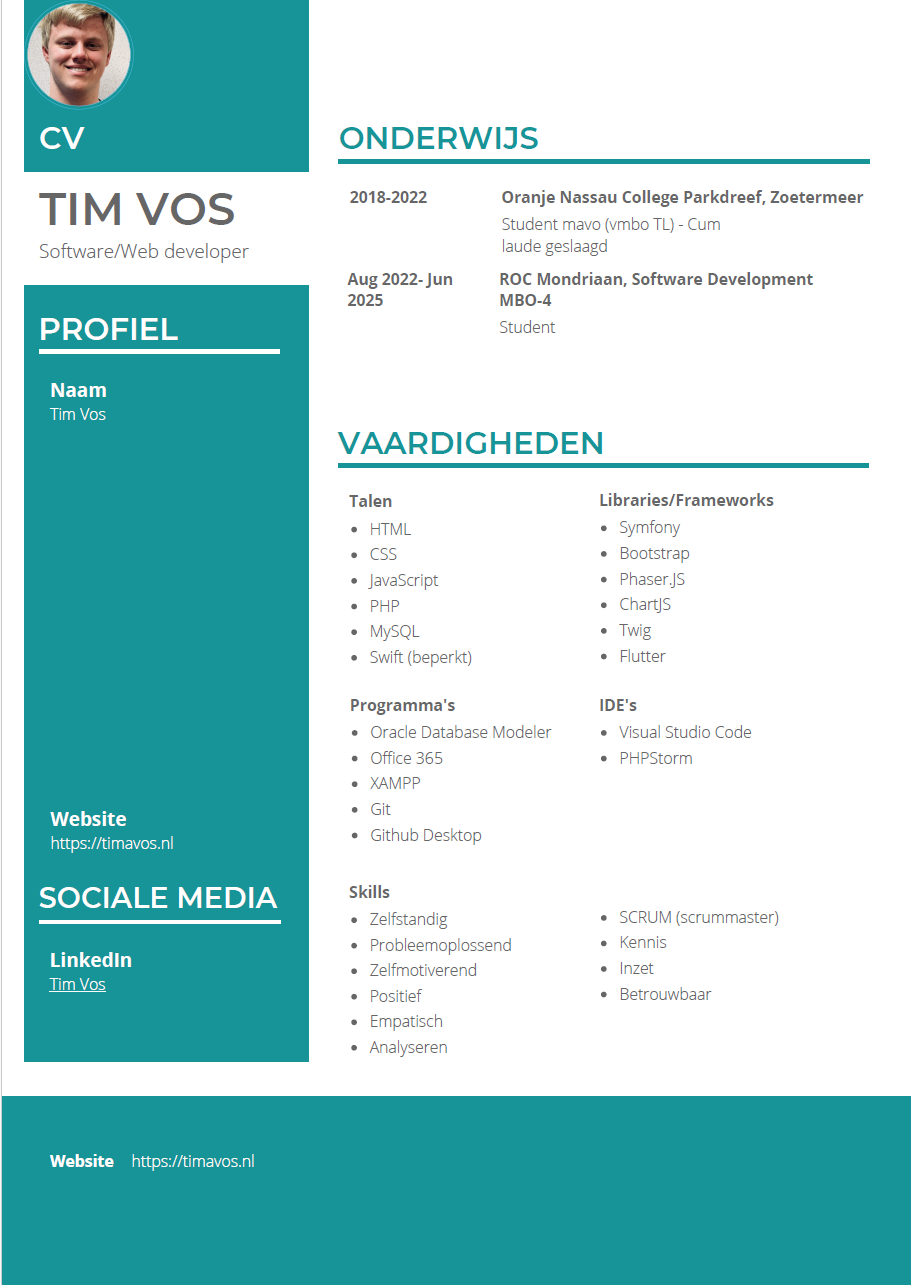 CV
TIM VOS
Software/Web developer
PROFIEL
Naam
Tim Vos
Website
https://timavos.nl
SOCIALE MEDIA
LinkedIn
Tim Vos
ONDERWIJS
2018-2022
Oranje Nassau College Parkdreef, Zoetermeer
Student mavo (vmbo TL) - Cum
laude geslaagd
Aug 2022- Jun
2025
ROC Mondriaan, Software Development
MBO-4
Student
VAARDIGHEDEN
Talen
HTML
CSS
JavaScript
PHP
MySQL
Swift (beperkt)
Libraries/Frameworks
Symfony
Bootstrap
Phaser.JS
ChartJS
Twig
Flutter
Programma's
Oracle Database Modeler
Office 365
XAMPP
Git
Github Desktop
IDE's
Visual Studio Code
PHPStorm
Skills
Zelfstandig
Probleemoplossend
Zelfmotiverend
Positief
Empatisch
Analyseren
SCRUM (scrummaster)
Kennis
Inzet
Betrouwbaar
Website https://timavos.nl